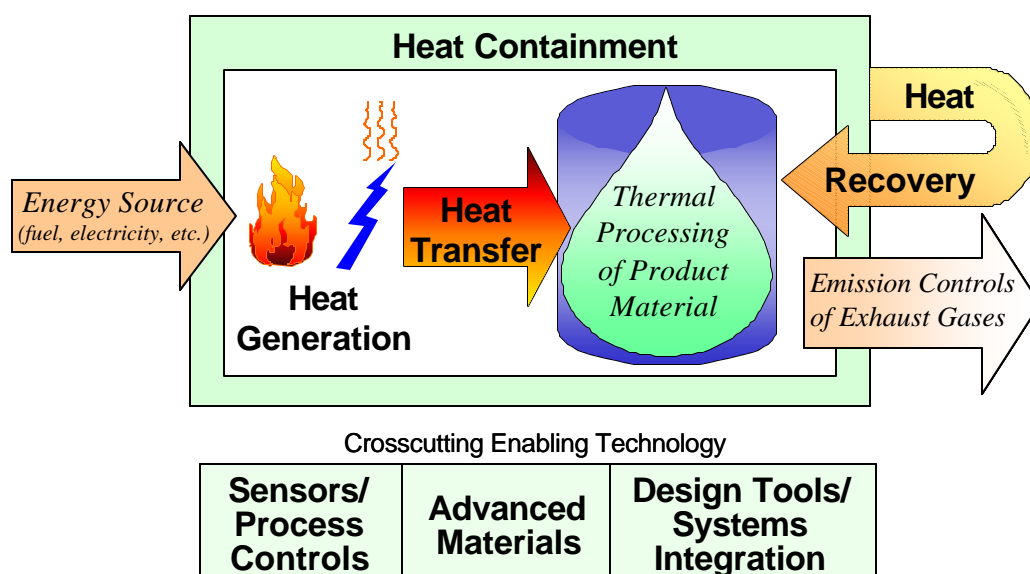 Heat Containment
Energy Source
(fuel, electricity, etc.)
Heat
Generation
Heat
Transfer
Thermal
Processing
of Product
Material
Heat
Recovery
Emission Controls
of Exhaust Gases
Crosscutting Enabling Technology
Sensors/
Process
Controls
Advanced
Materials
Design Tools/
Systems
Integration